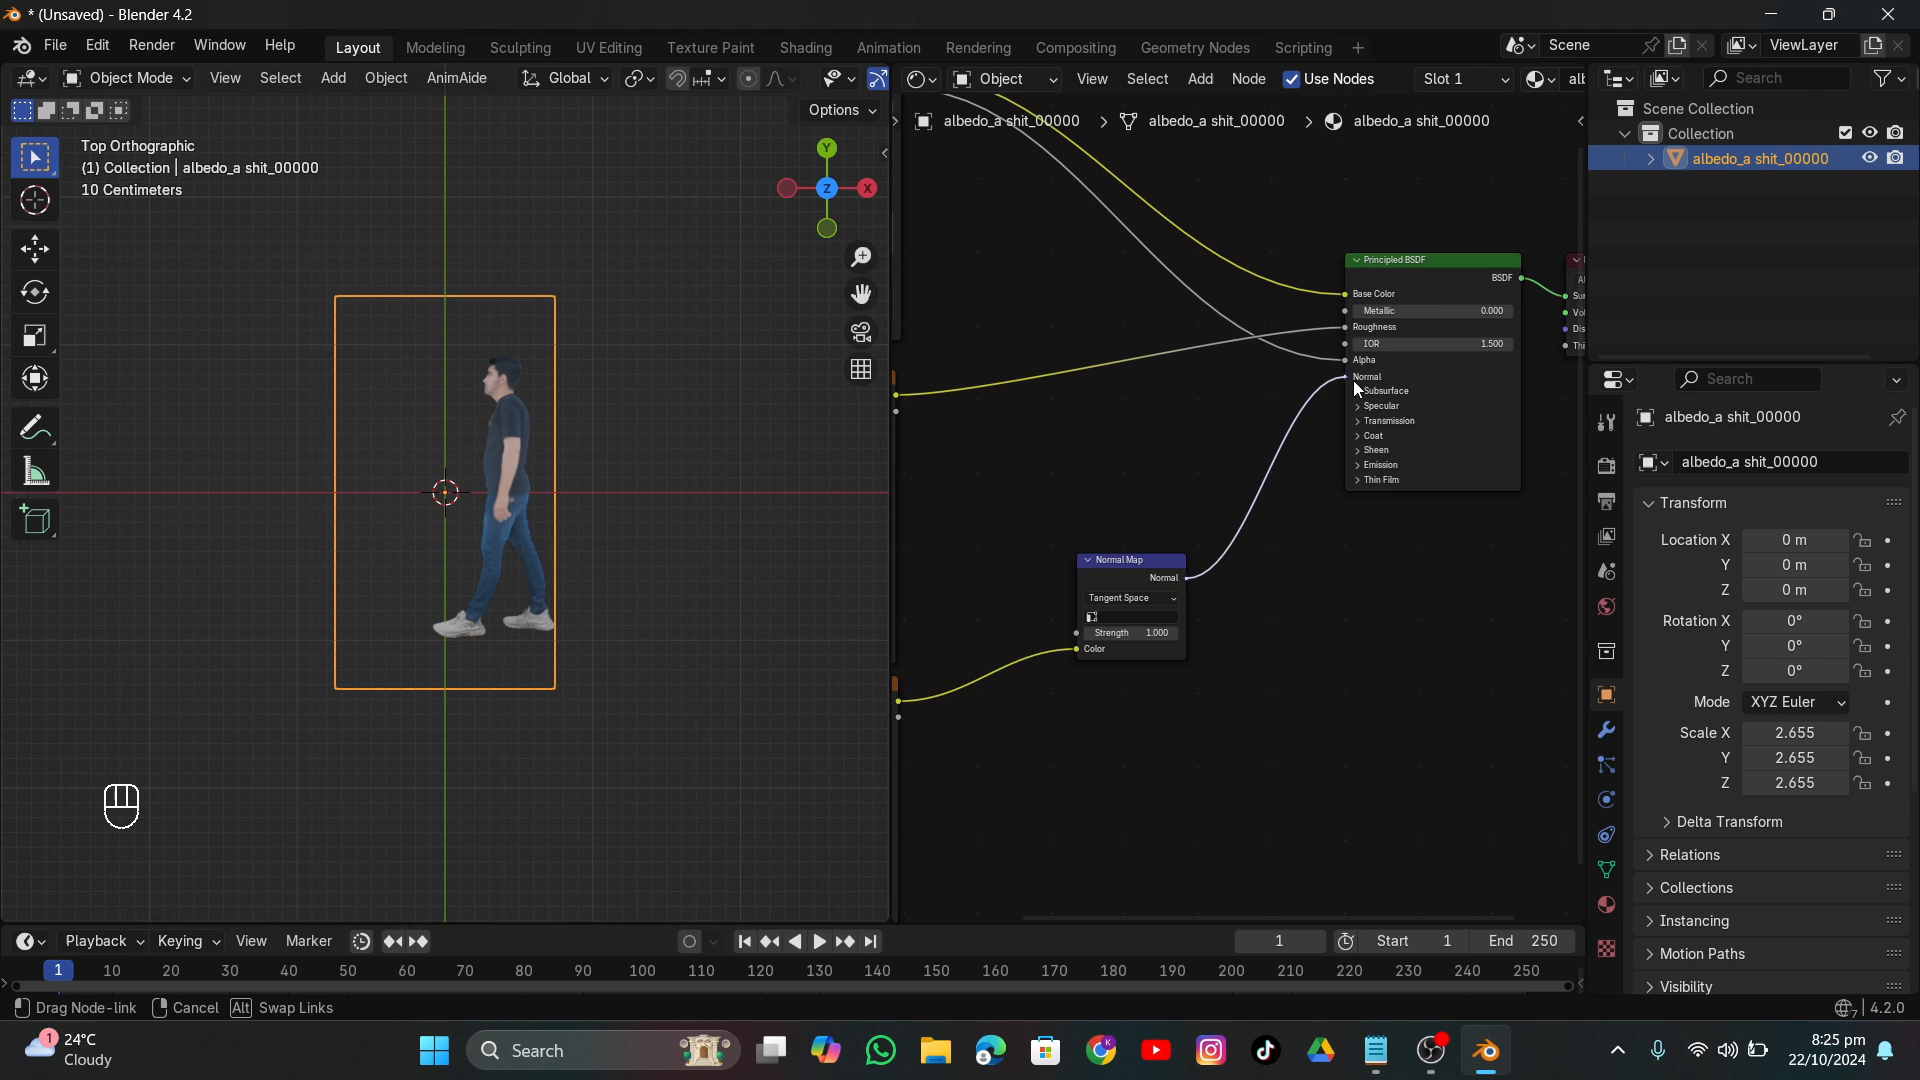 * (Unsaved) - Blender 4.2
File Edit Render Window Help Layout Modeling Sculpting UV Editing Texture Paint Shading Animation Rendering Compositing Geometry Nodes Scripting + Scene ViewLayer
Object Mode View Select Add Object AnimAide Global Object View Select Add Node Use Nodes Slot 1 Search
Options
albedo_a shit_00000 > albedo_a shit_00000 > albedo_a shit_00000
Scene Collection
Collection
albedo_a shit_00000
Top Orthographic
(1) Collection | albedo_a shit_00000
10 Centimeters
Y
Z
X
Principled BSDF
BSDF
Base Color
Metallic 0.000
Roughness
IOR 1.500
Alpha
Normal
Subsurface
Specular
Transmission
Coat
Sheen
Emission
Thin Film
Normal Map
Normal
Tangent Space
Strength 1.000
Color
Search
albedo_a shit_00000
albedo_a shit_00000
Transform
Location X 0 m
Y 0 m
Z 0 m
Rotation X 0°
Y 0°
Z 0°
Mode XYZ Euler
Scale X 2.655
Y 2.655
Z 2.655
Delta Transform
Relations
Collections
Instancing
Motion Paths
Visibility
Playback Keying View Marker 1 Start 1 End 250
1 10 20 30 40 50 60 70 80 90 100 110 120 130 140 150 160 170 180 190 200 210 220 230 240 250
Drag Node-link Cancel Alt Swap Links 4.2.0
1 24°C
Cloudy
Search
8:25 pm
22/10/2024